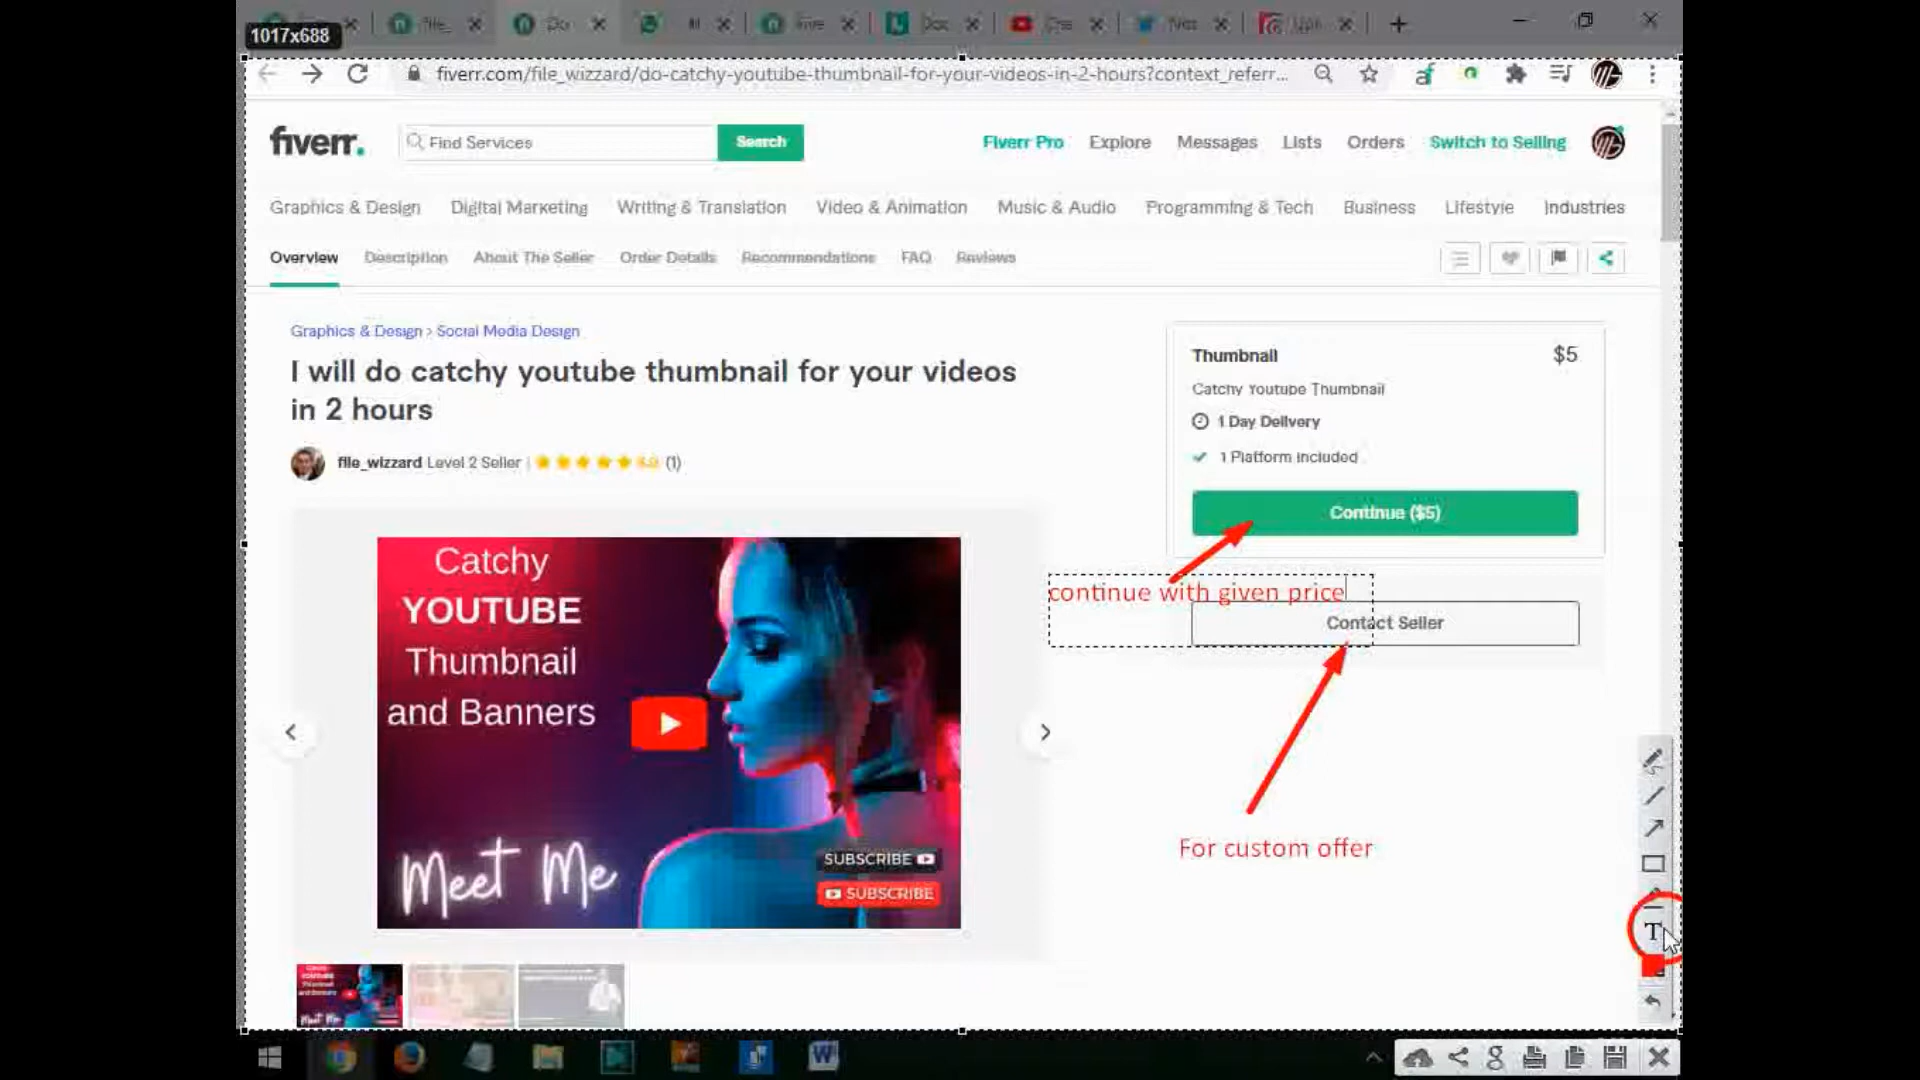 1017x688
fiverr.com/file_wizzard/do-catchy-youtube-thumbnail-for-your-videos-in-2-hours?context_referr...
fiverr.
Find Services
Search
Fiverr Pro
Explore
Messages
Lists
Orders
Switch to Selling
Graphics & Design
Digital Marketing
Writing & Translation
Video & Animation
Music & Audio
Programming & Tech
Business
Lifestyle
Industries
Overview
Description
About The Seller
Order Details
Recommendations
FAQ
Reviews
Graphics & Design > Social Media Design
I will do catchy youtube thumbnail for your videos
in 2 hours
file_wizzard Level 2 Seller | (1)
Thumbnail
$5
Catchy Youtube Thumbnail
1 Day Delivery
1 Platform included
Continue ($5)
continue with given price
Contact Seller
For custom offer
Catchy
YOUTUBE
Thumbnail
and Banners
Meet Me
SUBSCRIBE
SUBSCRIBE
T